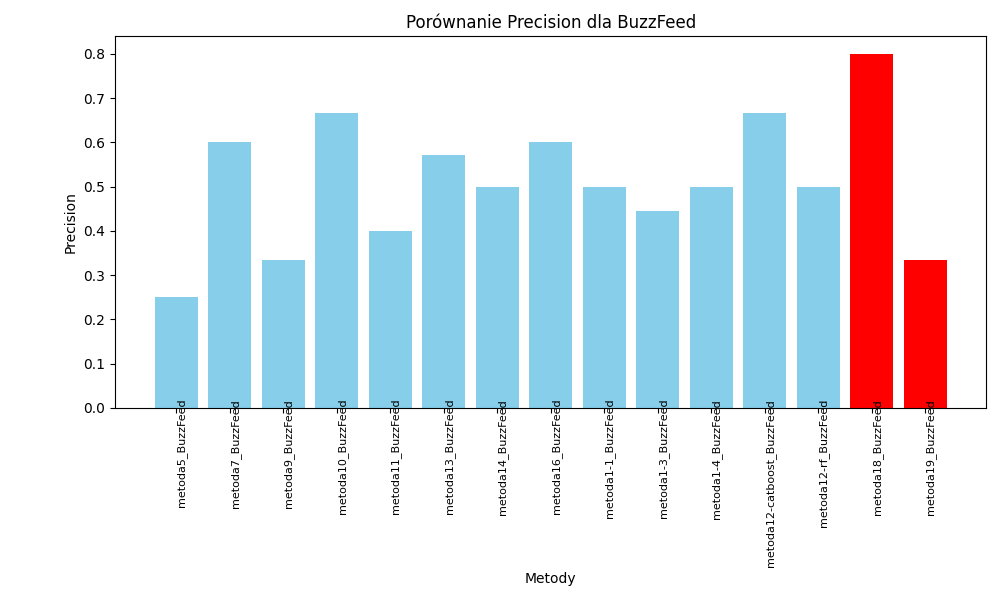 Porównanie Precision dla BuzzFeed
Precision
0.8
0.7
0.6
0.5
0.4
0.3
0.2
0.1
0.0
metoda5_BuzzFeed
metoda7_BuzzFeed
metoda9_BuzzFeed
metoda10_BuzzFeed
metoda11_BuzzFeed
metoda13_BuzzFeed
metoda14_BuzzFeed
metoda16_BuzzFeed
metoda1-1_BuzzFeed
metoda1-3_BuzzFeed
metoda1-4_BuzzFeed
metoda12-catboost_BuzzFeed
metoda12-rf_BuzzFeed
metoda18_BuzzFeed
metoda19_BuzzFeed
Metody